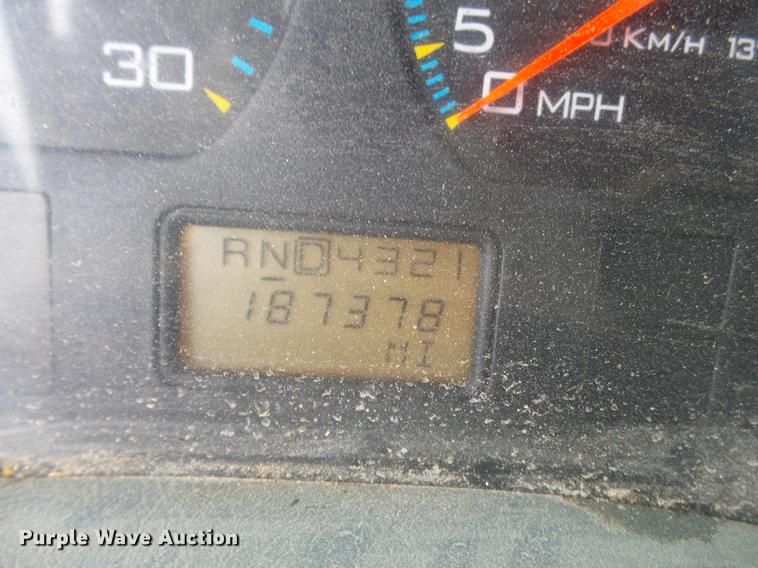 30
5
0 MPH
KM/H
RND4321
187378
MI
Purple Wave Auction